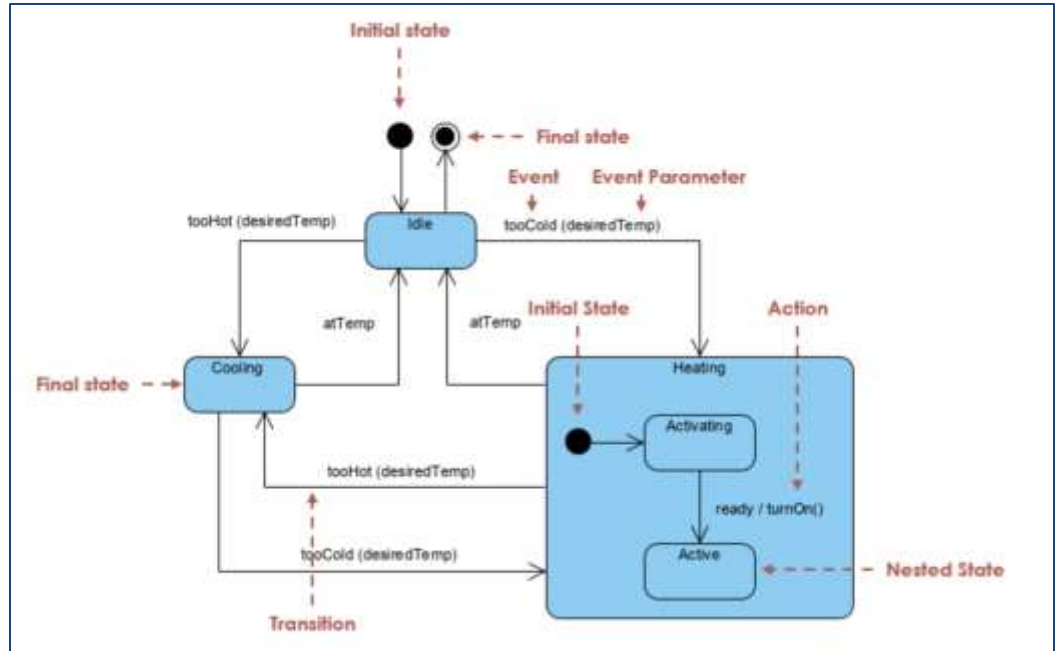 Initial state
Final state
Event
Event Parameter
tooHot (desiredTemp)
Idle
tooCold (desiredTemp)
atTemp
atTemp
Initial State
Action
Cooling
Heating
Final state
Activating
tooHot (desiredTemp)
ready / turnOn()
tooCold (desiredTemp)
Active
Nested State
Transition